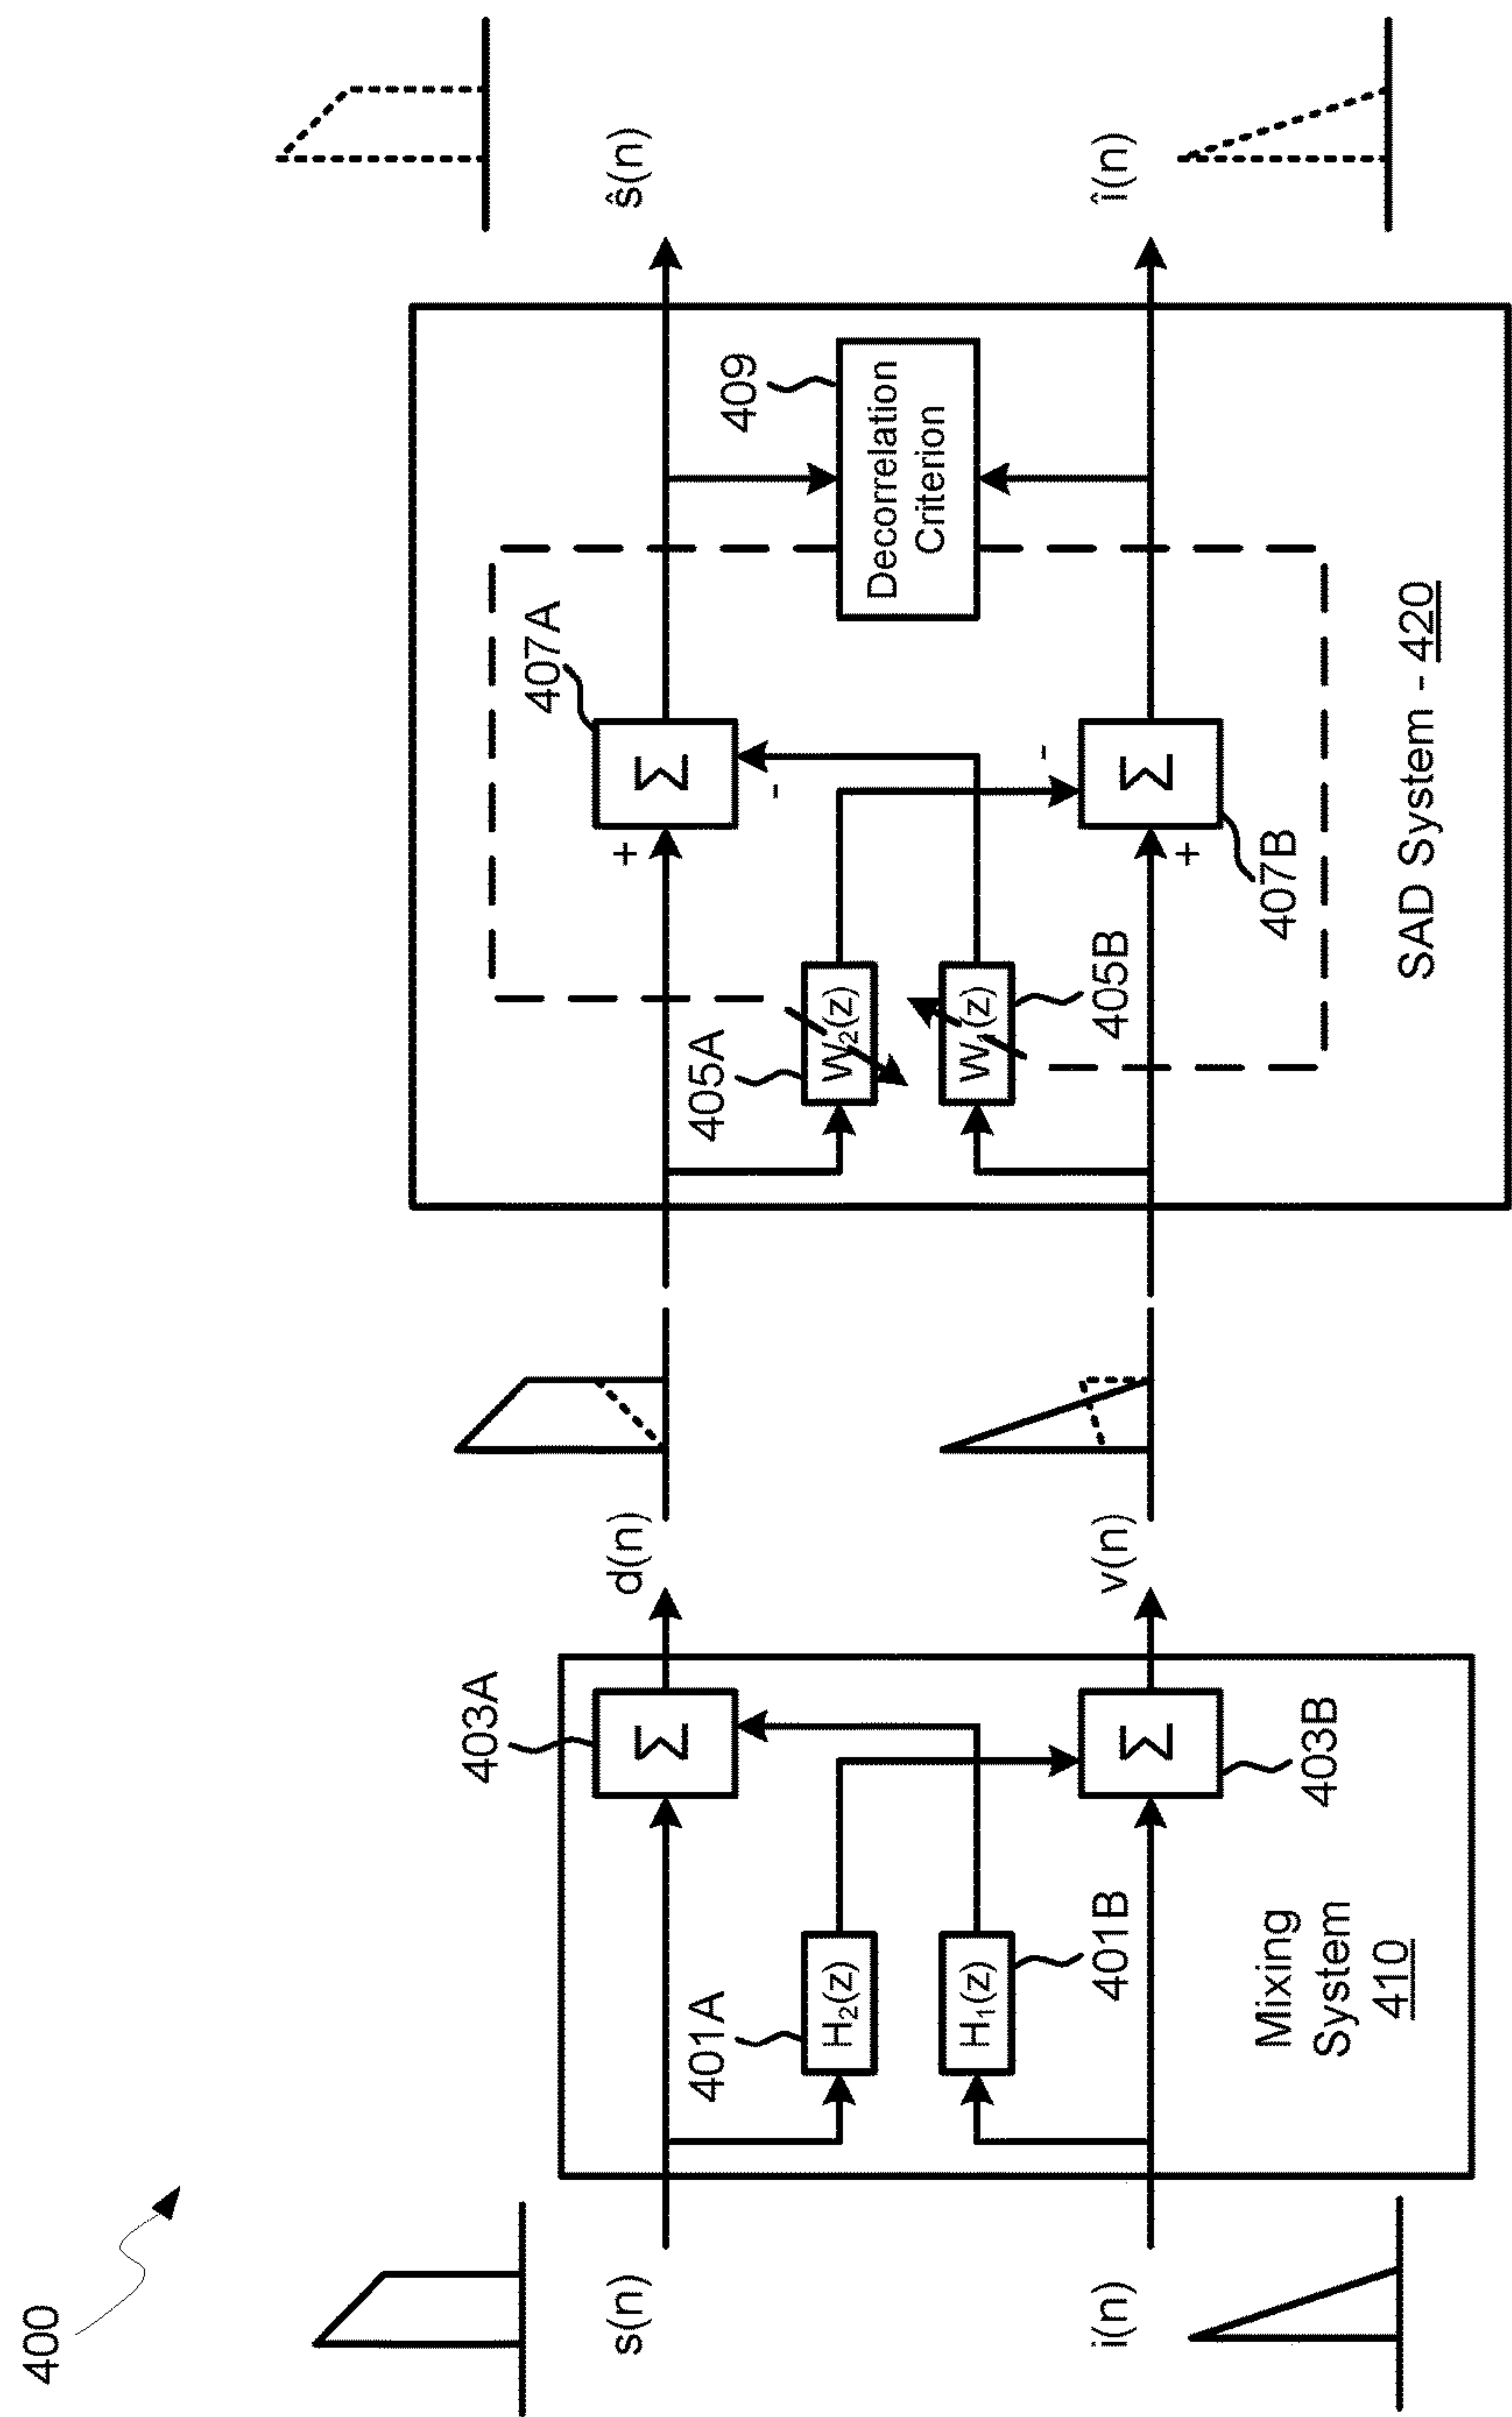 400
s(n)
i(n)
401A
H₂(z)
H₁(z)
401B
403A
Σ
Σ
403B
Mixing
System
410
d(n)
v(n)
405A
W₂(z)
W₁(z)
405B
+
-
407A
Σ
-
+
407B
Σ
409
Decorrelation
Criterion
SAD System - 420
ŝ(n)
î(n)